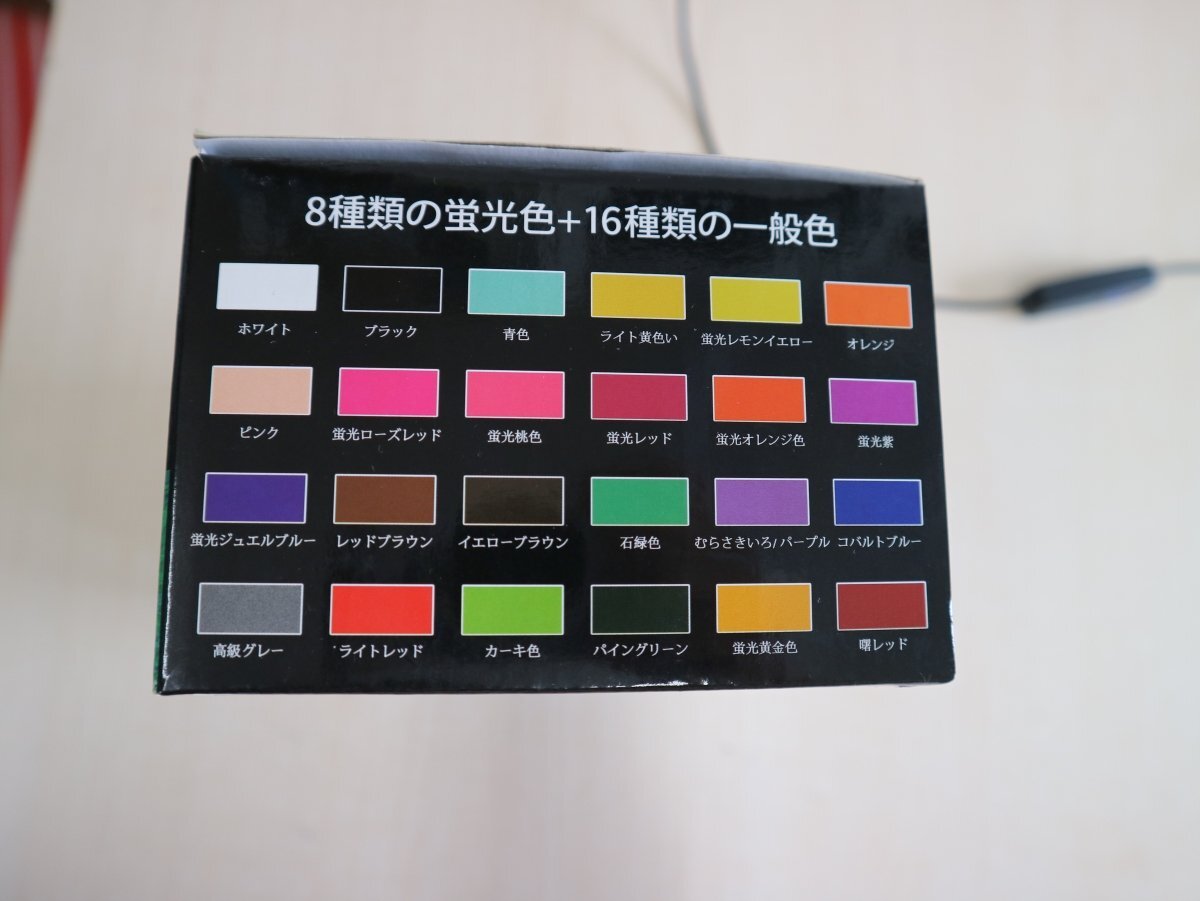 8種類の蛍光色+16種類の一般色
ホワイト ブラック 青色 ライト黄色い 蛍光レモンイエロー オレンジ
ピンク 蛍光ローズレッド 蛍光桃色 蛍光レッド 蛍光オレンジ色 蛍光紫
蛍光ジュエルブルー レッドブラウン イエローブラウン 石緑色 むらさきいろ/パープル コバルトブルー
高級グレー ライトレッド カーキ色 パイングリーン 蛍光黄金色 曙レッド